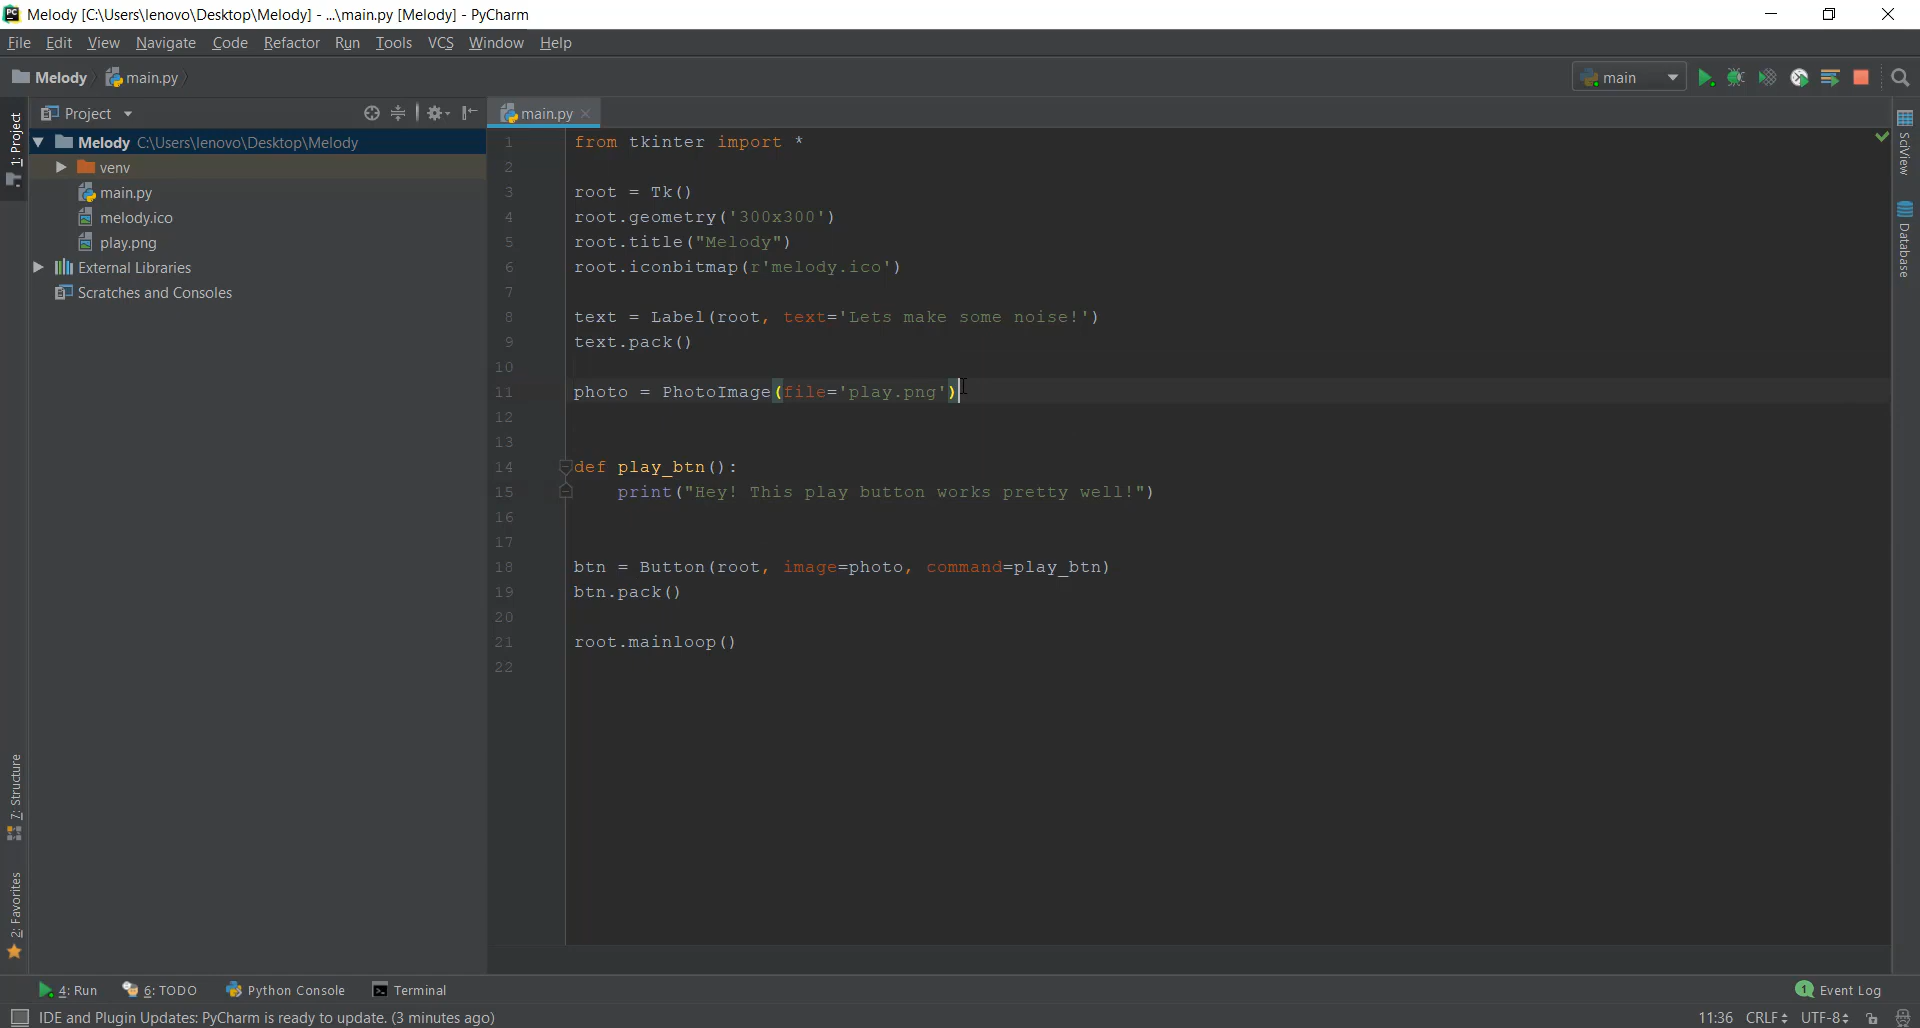 Melody [C:\Users\lenovo\Desktop\Melody] - ...\main.py [Melody] - PyCharm
File Edit View Navigate Code Refactor Run Tools VCS Window Help
Melody main.py main
1: Project
Project
main.py
Melody C:\Users\lenovo\Desktop\Melody
venv
main.py
melody.ico
play.png
External Libraries
Scratches and Consoles
1 from tkinter import *
2
3 root = Tk()
4 root.geometry('300x300')
5 root.title("Melody")
6 root.iconbitmap(r'melody.ico')
7
8 text = Label(root, text='Lets make some noise!')
9 text.pack()
10
11 photo = PhotoImage(file='play.png')
12
13
14 def play_btn():
15 print("Hey! This play button works pretty well!")
16
17
18 btn = Button(root, image=photo, command=play_btn)
19 btn.pack()
20
21 root.mainloop()
22
SciView
Database
7: Structure
2: Favorites
4: Run 6: TODO Python Console Terminal 1 Event Log
IDE and Plugin Updates: PyCharm is ready to update. (3 minutes ago) 11:36 CRLF UTF-8